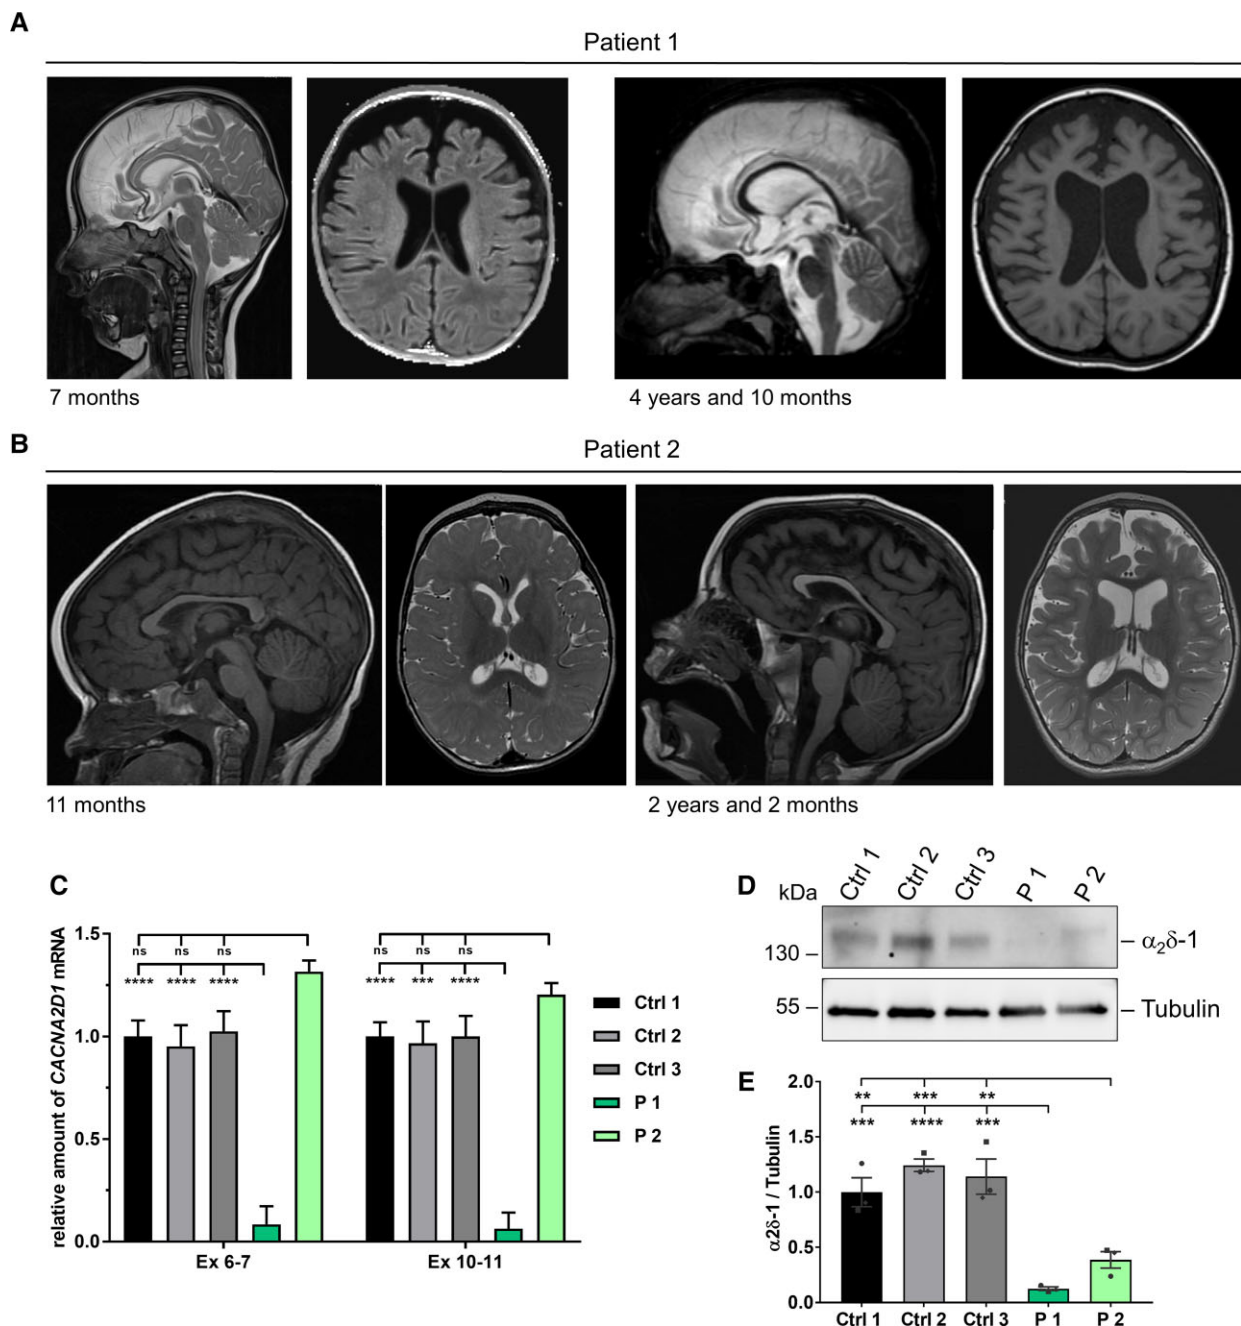 A
Patient 1
7 months
4 years and 10 months
B
Patient 2
11 months
2 years and 2 months
C
relative amount of CACNA2D1 mRNA
1.5
1.0
0.5
0.0
ns ns ns
**** **** ****
ns ns ns
**** *** ****
Ex 6-7
Ex 10-11
Ctrl 1
Ctrl 2
Ctrl 3
P 1
P 2
D
kDa
Ctrl 1
Ctrl 2
Ctrl 3
P 1
P 2
130 –
– α₂δ-1
55 –
– Tubulin
E
α2δ-1 / Tubulin
2.0
1.5
1.0
0.5
0.0
** *** **
*** **** ***
Ctrl 1 Ctrl 2 Ctrl 3 P 1 P 2